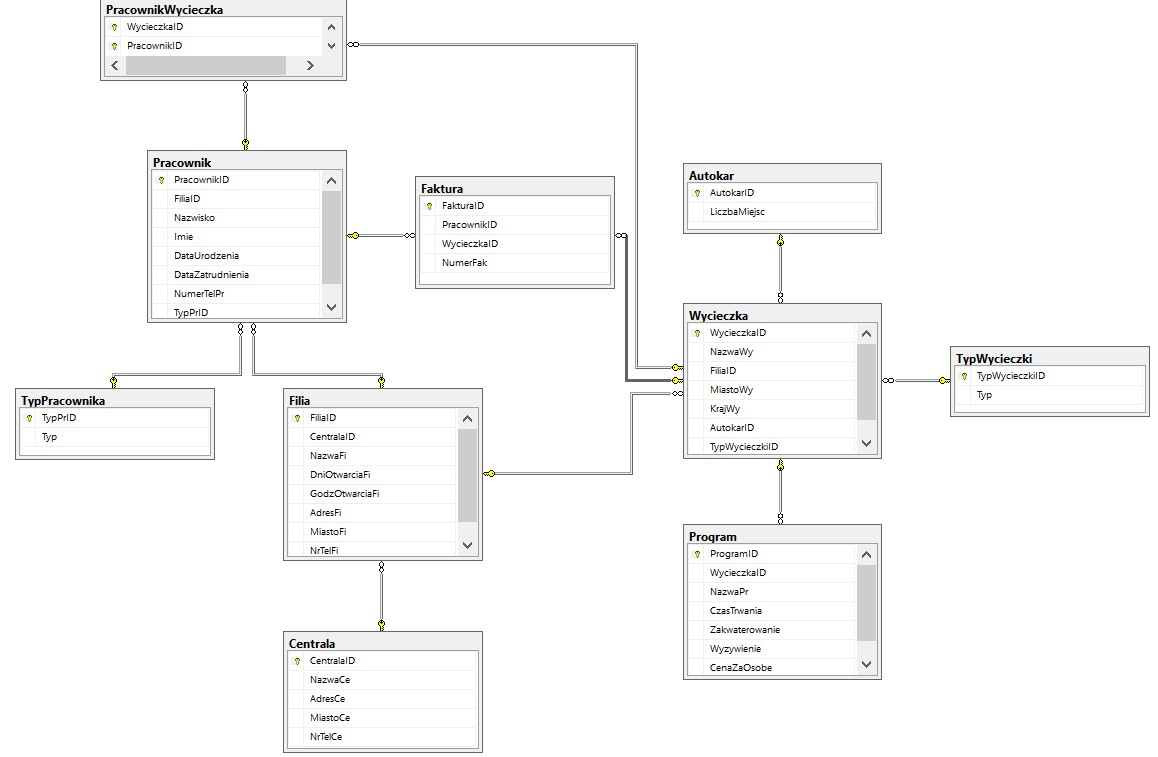 PracownikWycieczka
WycieczkaID
PracownikID
Pracownik
PracownikID
FiliaID
Nazwisko
Imie
DataUrodzenia
DataZatrudnienia
NumerTelPr
TypPrID
Faktura
FakturaID
PracownikID
WycieczkaID
NumerFak
Autokar
AutokarID
LiczbaMiejsc
Wycieczka
WycieczkaID
NazwaWy
FiliaID
MiastoWy
KrajWy
AutokarID
TypWycieczkiID
TypWycieczki
TypWycieczkiID
Typ
TypPracownika
TypPrID
Typ
Filia
FiliaID
CentralaID
NazwaFi
DniOtwarciaFi
GodzOtwarciaFi
AdresFi
MiastoFi
NrTelFi
Program
ProgramID
WycieczkaID
NazwaPr
CzasTrwania
Zakwaterowanie
Wyzywienie
CenaZaOsobe
Centrala
CentralaID
NazwaCe
AdresCe
MiastoCe
NrTelCe